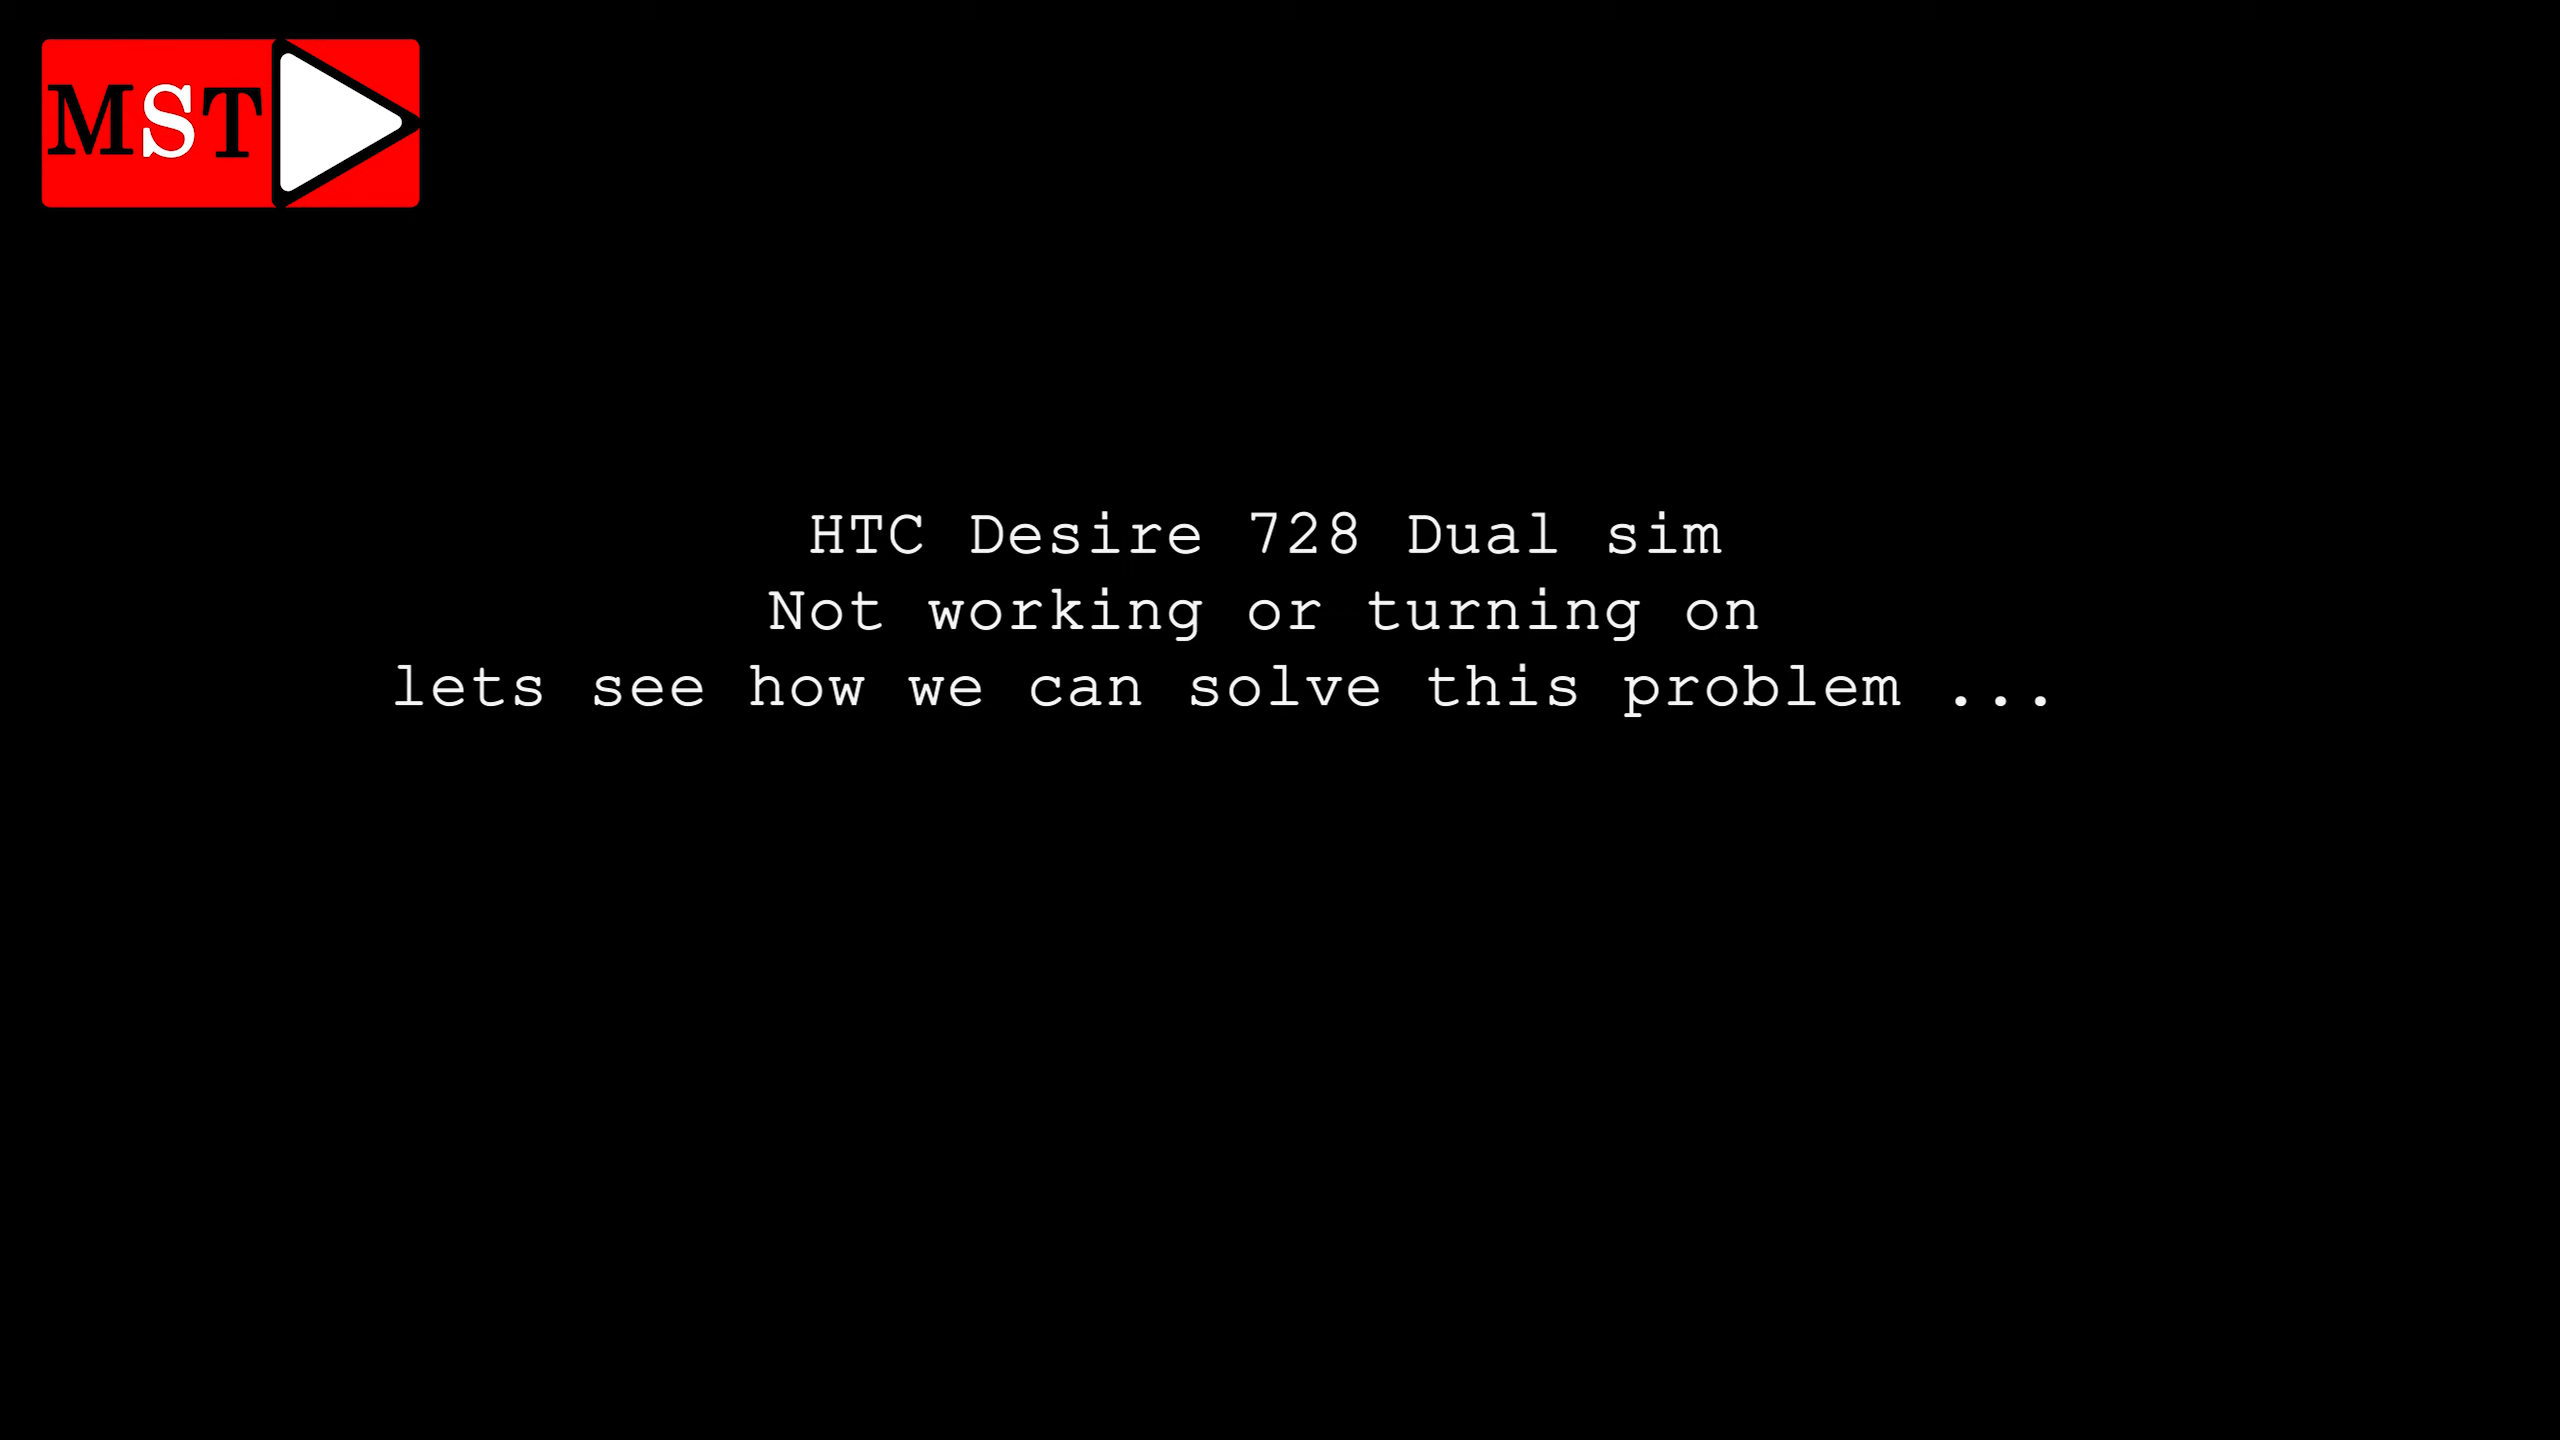 MST
HTC Desire 728 Dual sim
Not working or turning on
lets see how we can solve this problem ...